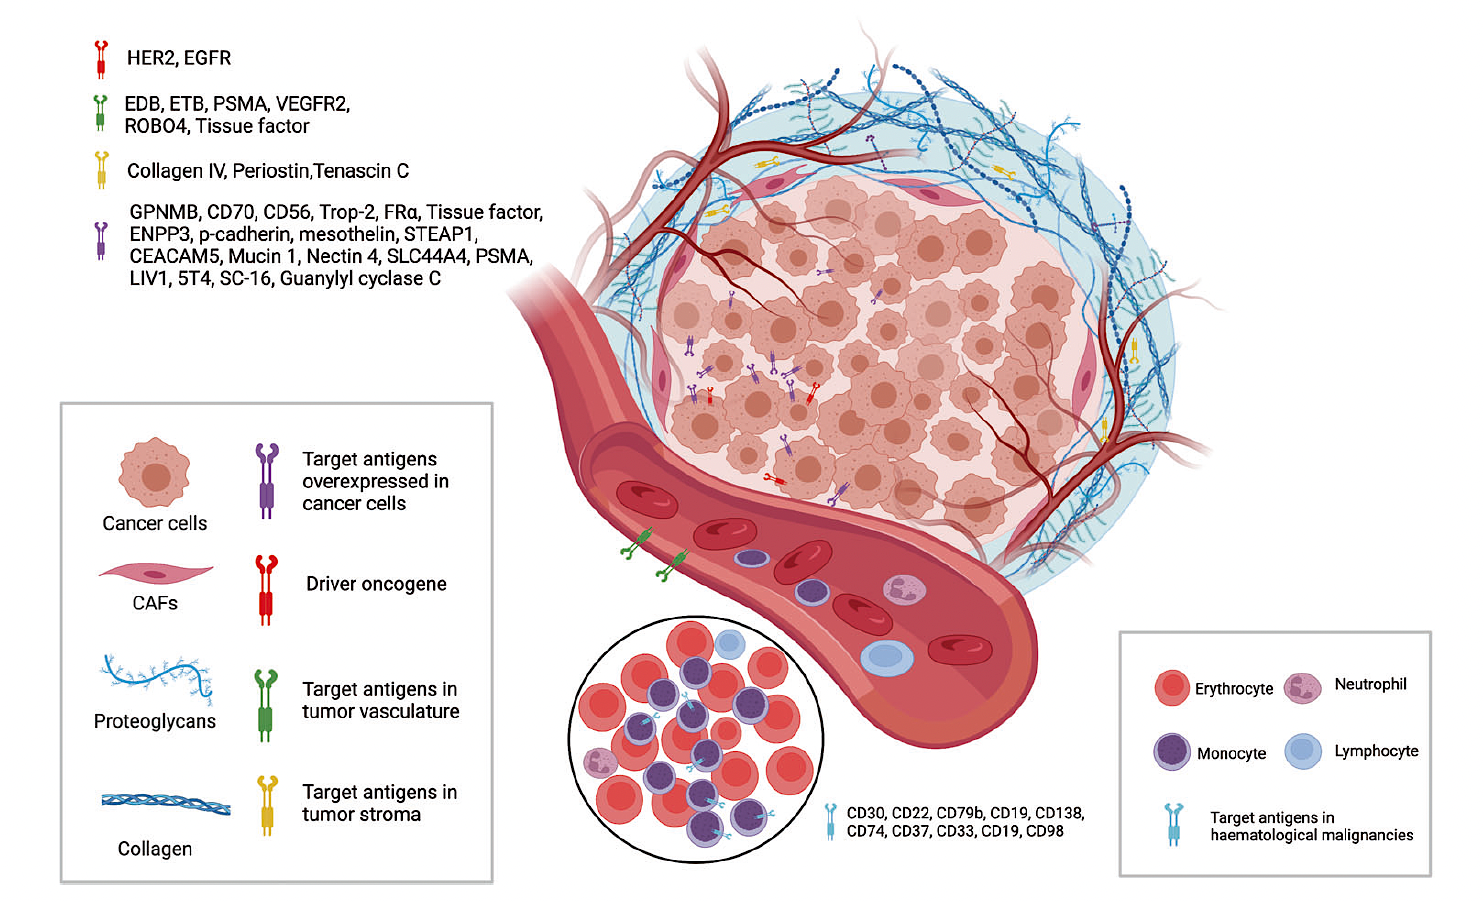 HER2, EGFR
EDB, ETB, PSMA, VEGFR2,
ROBO4, Tissue factor
Collagen IV, Periostin,Tenascin C
GPNMB, CD70, CD56, Trop-2, FRα, Tissue factor,
ENPP3, p-cadherin, mesothelin, STEAP1,
CEACAM5, Mucin 1, Nectin 4, SLC44A4, PSMA,
LIV1, 5T4, SC-16, Guanylyl cyclase C
Cancer cells
Target antigens
overexpressed in
cancer cells
CAFs
Driver oncogene
Proteoglycans
Target antigens in
tumor vasculature
Collagen
Target antigens in
tumor stroma
CD30, CD22, CD79b, CD19, CD138,
CD74, CD37, CD33, CD19, CD98
Erythrocyte
Neutrophil
Monocyte
Lymphocyte
Target antigens in
haematological malignancies